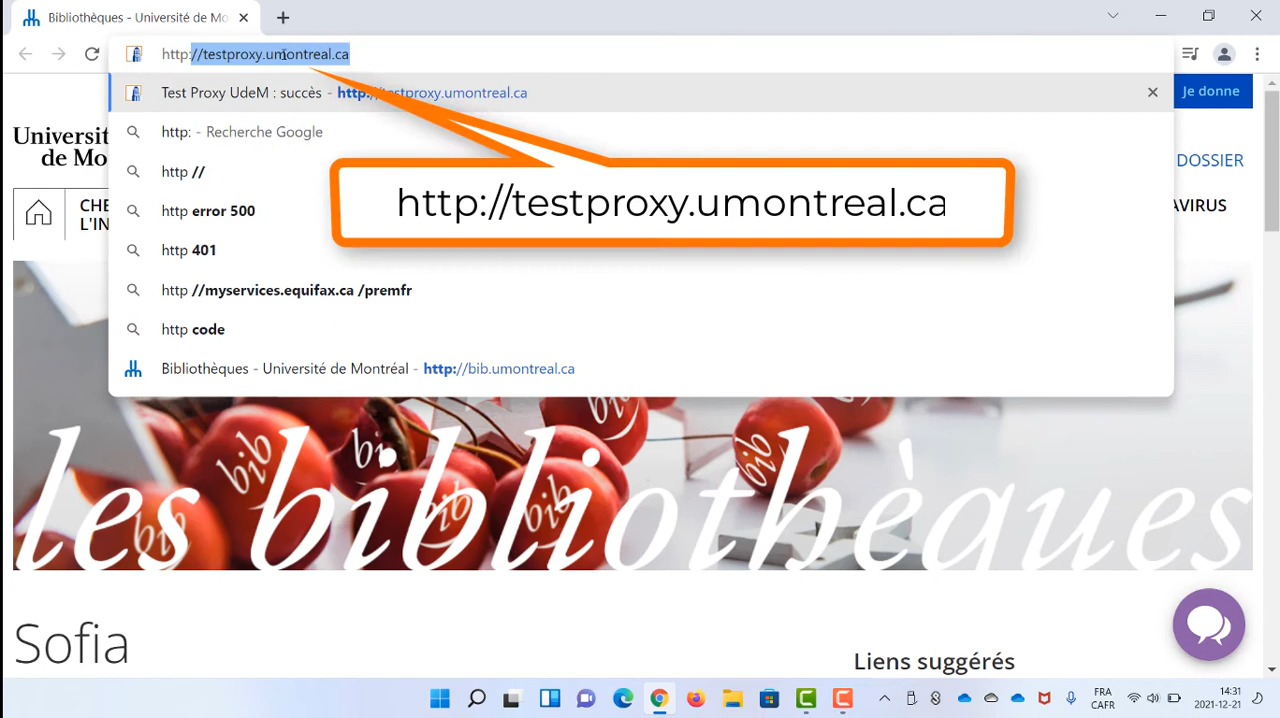 Bibliothèques - Université de Mo
http://testproxy.umontreal.ca
Test Proxy UdeM : succès - http://testproxy.umontreal.ca
Je donne
http: - Recherche Google
Université
de Mo
http //
DOSSIER
http://testproxy.umontreal.ca
CHE
L'IN
AVIRUS
http error 500
http 401
http //myservices.equifax.ca /premfr
http code
Bibliothèques - Université de Montréal - http://bib.umontreal.ca
bib
bib
bib
bib
les bibliothèques
Sofia
Liens suggérés
FRA
CAFR
14:31
2021-12-21